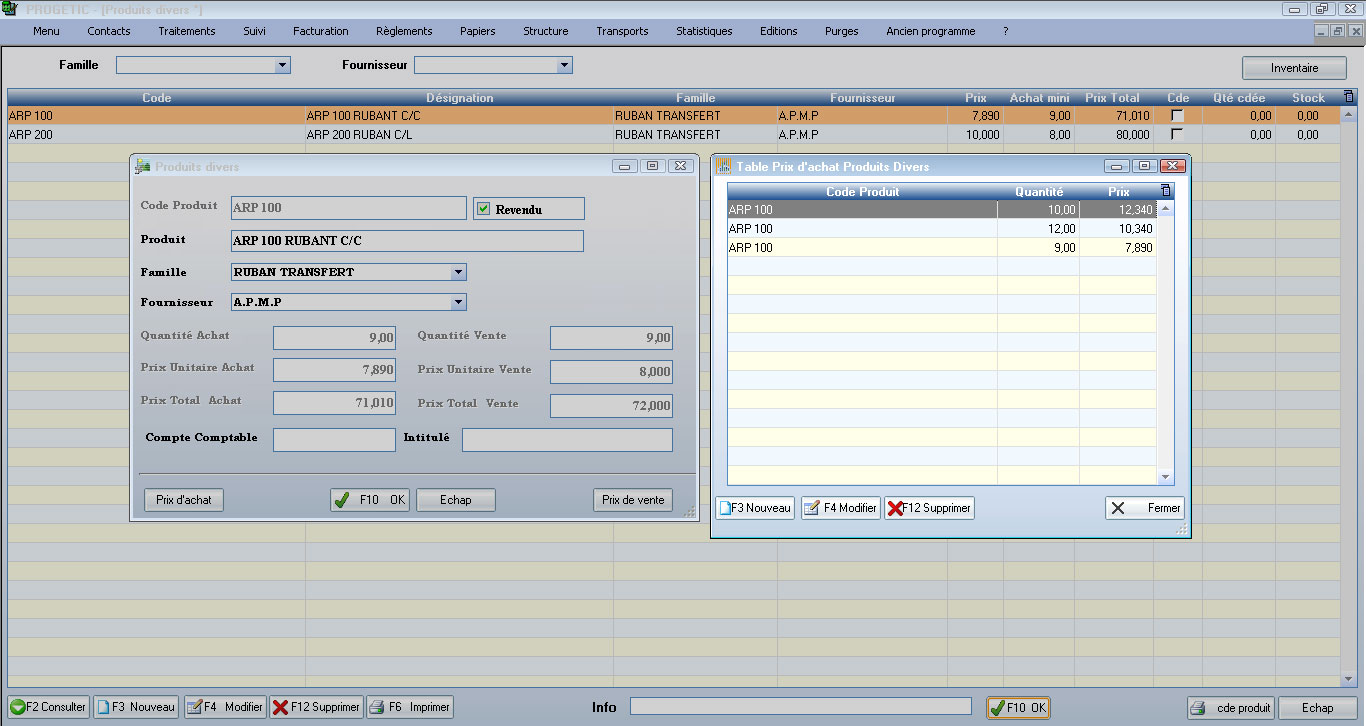 PROGETIC - [Produits divers *]
Menu Contacts Traitements Suivi Facturation Règlements Papiers Structure Transports Statistiques Editions Purges Ancien programme ?
Famille Fournisseur Inventaire
Code Désignation Famille Fournisseur Prix Achat mini Prix Total Cde Qté cdée Stock
ARP 100 ARP 100 RUBANT C/C RUBAN TRANSFERT A.P.M.P 7,890 9,00 71,010 0,00 0,00
ARP 200 ARP 200 RUBAN C/L RUBAN TRANSFERT A.P.M.P 10,000 8,00 80,000 0,00 0,00
Produits divers
Code Produit ARP 100 Revendu
Produit ARP 100 RUBANT C/C
Famille RUBAN TRANSFERT
Fournisseur A.P.M.P
Quantité Achat 9,00 Quantité Vente 9,00
Prix Unitaire Achat 7,890 Prix Unitaire Vente 8,000
Prix Total Achat 71,010 Prix Total Vente 72,000
Compte Comptable Intitulé
Prix d'achat F10 OK Echap Prix de vente
Table Prix d'achat Produits Divers
Code Produit Quantité Prix
ARP 100 10,00 12,340
ARP 100 12,00 10,340
ARP 100 9,00 7,890
F3 Nouveau F4 Modifier F12 Supprimer Fermer
F2 Consulter F3 Nouveau F4 Modifier F12 Supprimer F6 Imprimer Info F10 OK cde produit Echap